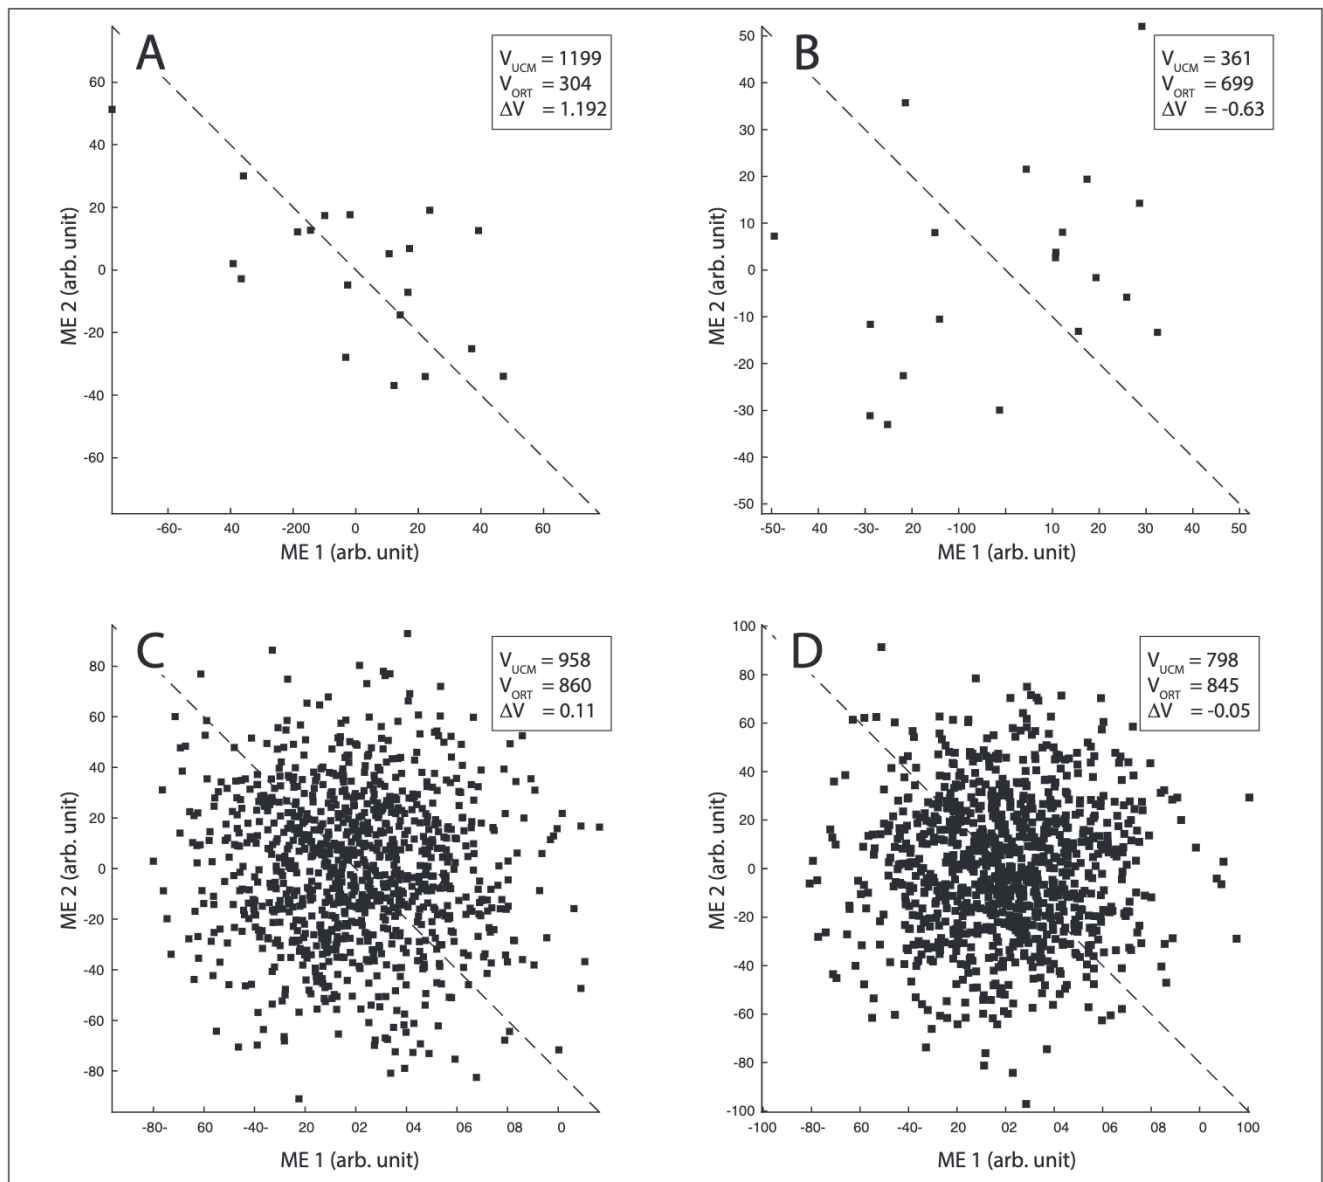 A
V_UCM = 1199
V_ORT = 304
ΔV = 1.192
60
40
20
0
-20
-40
-60
ME 2 (arb. unit)
-60- 40 -200 0 20 40 60
ME 1 (arb. unit)
B
V_UCM = 361
V_ORT = 699
ΔV = -0.63
50
40
30
20
10
0
-10
-20
-30
-40
-50
ME 2 (arb. unit)
-50- 40 -30- 20 -100 10 20 30 40 50
ME 1 (arb. unit)
C
V_UCM = 958
V_ORT = 860
ΔV = 0.11
80
60
40
20
0
-20
-40
-60
-80
ME 2 (arb. unit)
-80- 60 -40- 20 02 04 06 08 0
ME 1 (arb. unit)
D
V_UCM = 798
V_ORT = 845
ΔV = -0.05
100
80
60
40
20
0
-20
-40
-60
-80
-100
ME 2 (arb. unit)
-100 -80- 60 -40- 20 02 04 06 0 100
ME 1 (arb. unit)